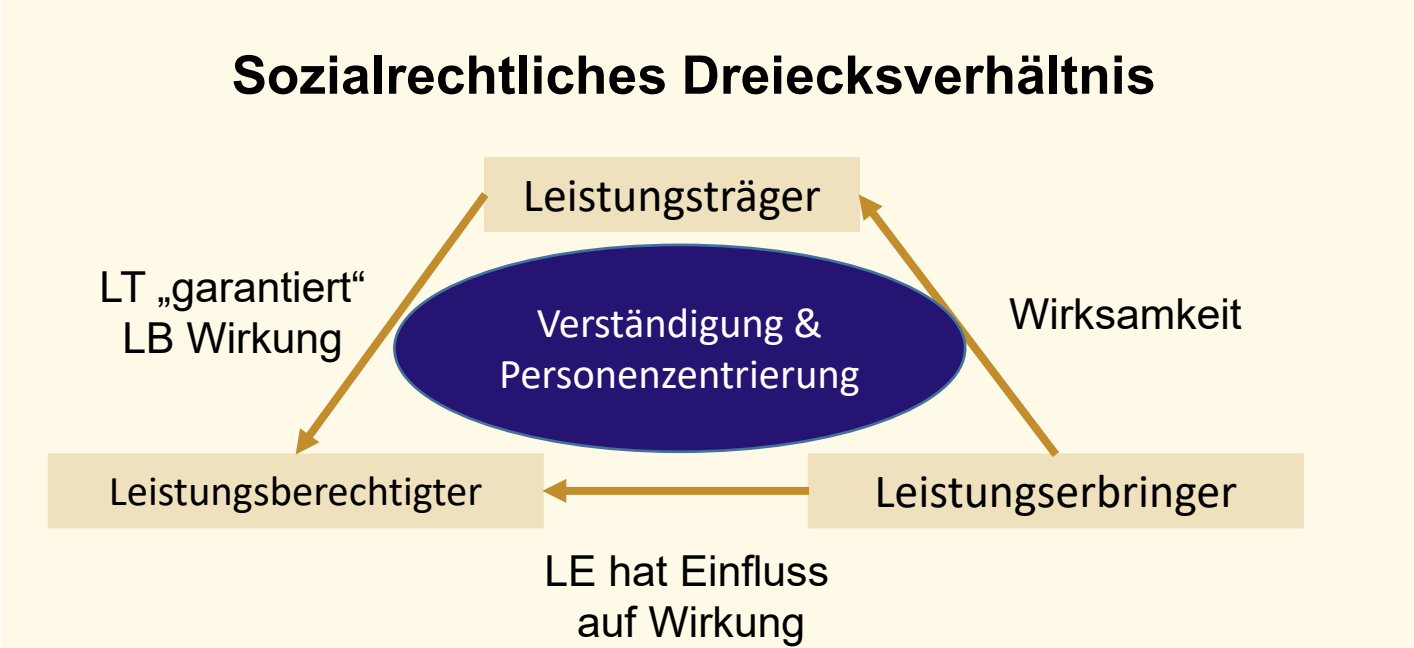 Sozialrechtliches Dreiecksverhältnis
Leistungsträger
LT „garantiert“
LB Wirkung
Verständigung &
Personenzentrierung
Wirksamkeit
Leistungsberechtigter
Leistungserbringer
LE hat Einfluss
auf Wirkung